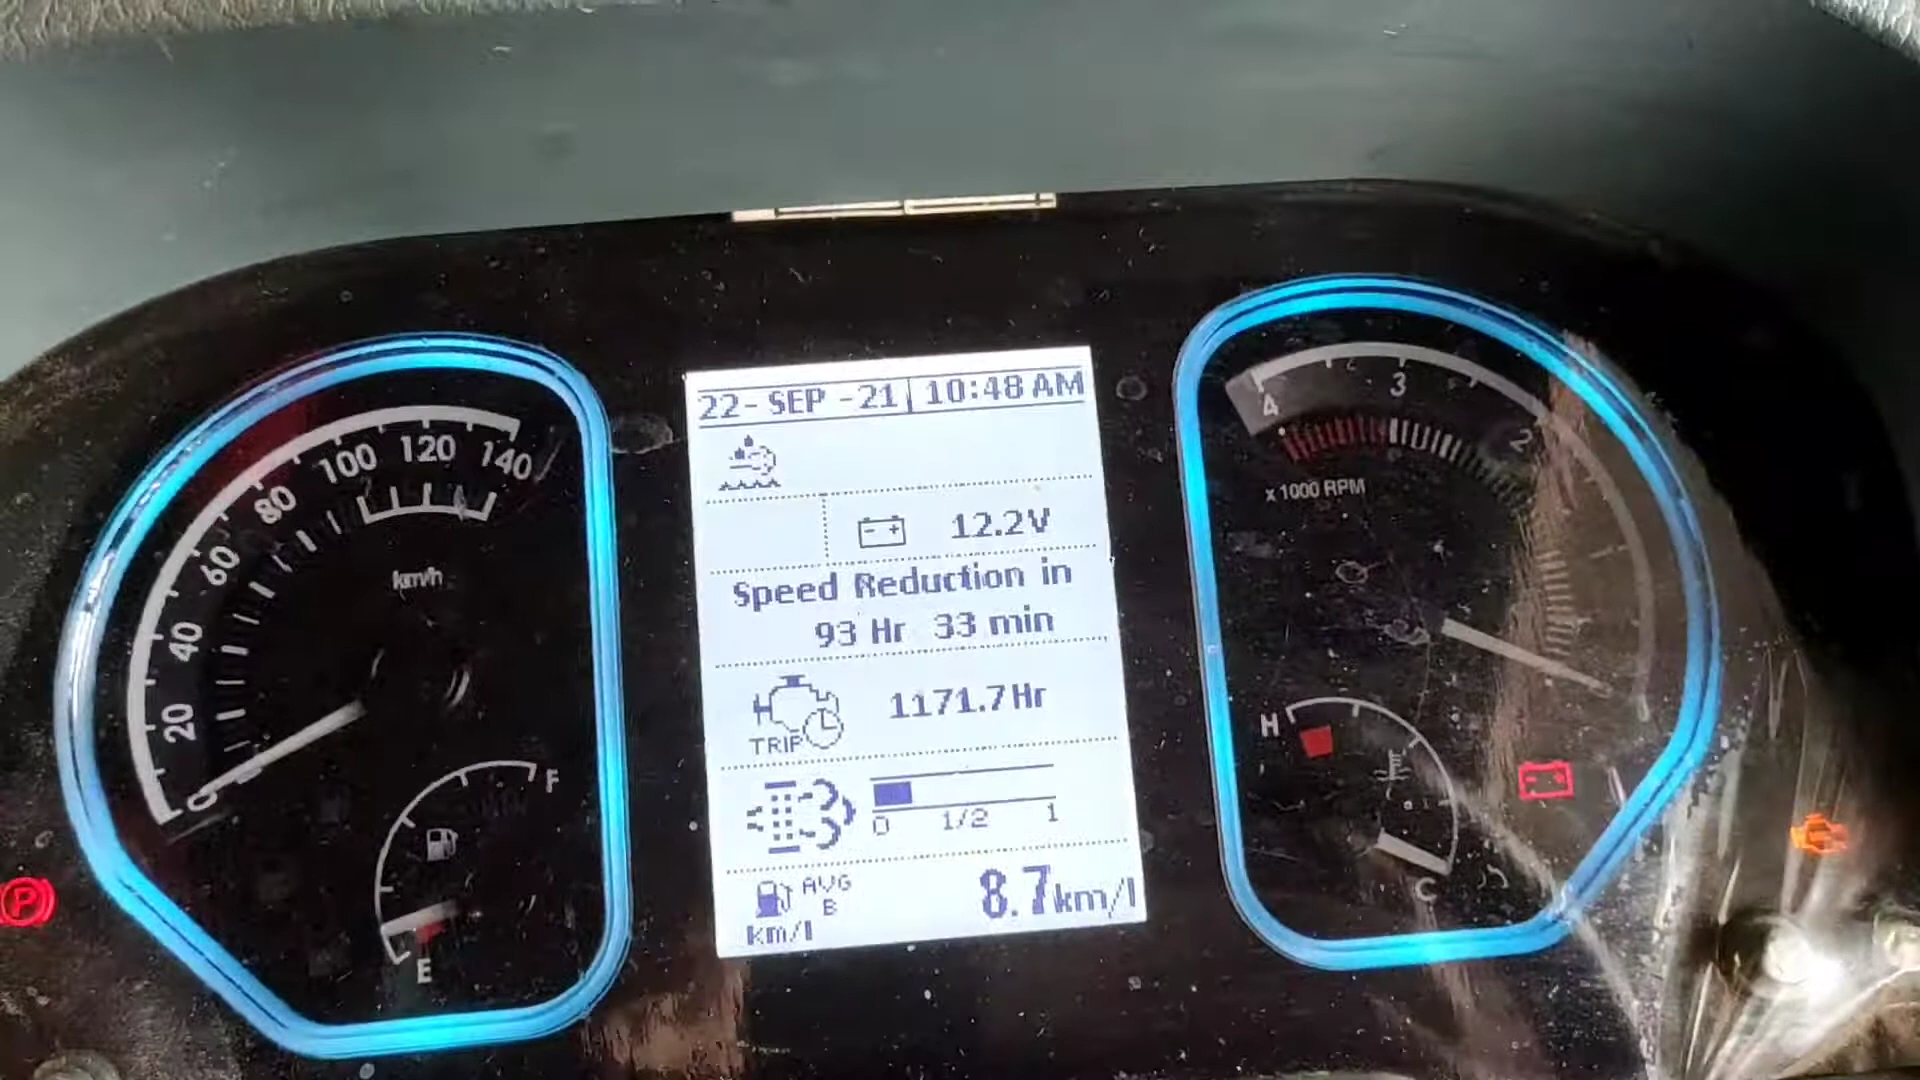 22- SEP -21 10:48 AM
12.2V
Speed Reduction in
93 Hr 33 min
1171.7Hr
TRIP
0 1/2 1
AVG
B
8.7km/l
km/l
0 20 40 60 80 100 120 140
km/h
F
E
4 3 2
x 1000 RPM
H
C
P